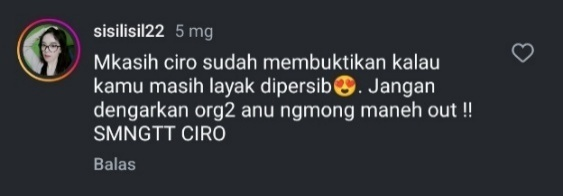 sisilisil22 5 mg
Mkasih ciro sudah membuktikan kalau
kamu masih layak dipersib😍. Jangan
dengarkan org2 anu ngmong maneh out !!
SMNGTT CIRO
Balas